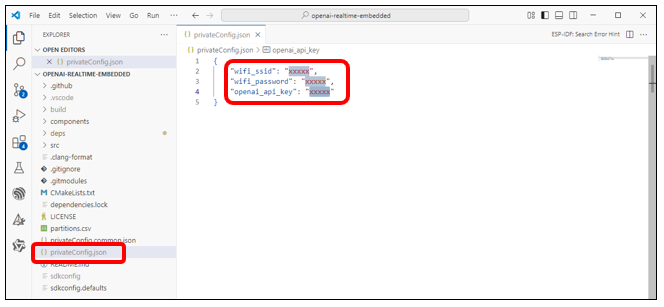 File Edit Selection View Go Run ···
openai-realtime-embedded
EXPLORER
OPEN EDITORS
privateConfig.json
OPENAI-REALTIME-EMBEDDED
.github
.vscode
build
components
deps
src
.clang-format
.gitignore
.gitmodules
CMakeLists.txt
dependencies.lock
LICENSE
partitions.csv
privateConfig.common.json
privateConfig.json
README.md
sdkconfig
sdkconfig.defaults
2
4
privateConfig.json
ESP-IDF: Search Error Hint
privateConfig.json > openai_api_key
1 {
2 "wifi_ssid": "xxxxx",
3 "wifi_password": "xxxxx",
4 "openai_api_key": "xxxxx"
5 }